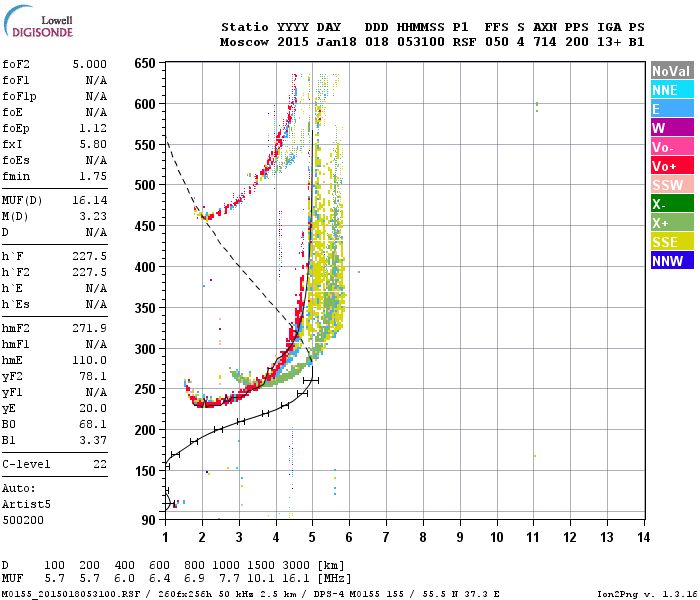 Lowell
DIGISONDE
Statio YYYY DAY DDD HHMMSS P1 FFS S AXN PPS IGA PS
Moscow 2015 Jan18 018 053100 RSF 050 4 714 200 13+ B1
foF2 5.000
foF1 N/A
foF1p N/A
foE N/A
foEp 1.12
fxI 5.80
foEs N/A
fmin 1.75
MUF(D) 16.14
M(D) 3.23
D N/A
h`F 227.5
h`F2 227.5
h`E N/A
h`Es N/A
hmF2 271.9
hmF1 N/A
hmE 110.0
yF2 78.1
yF1 N/A
yE 20.0
B0 68.1
B1 3.37
C-level 22
Auto:
Artist5
500200
650
600
550
500
450
400
350
300
250
200
150
90
1 2 3 4 5 6 7 8 9 10 11 12 13 14
NoVal
NNE
E
W
Vo-
Vo+
SSW
X-
X+
SSE
NNW
D 100 200 400 600 800 1000 1500 3000 [km]
MUF 5.7 5.7 6.0 6.4 6.9 7.7 10.1 16.1 [MHz]
M0155_2015018053100.RSF / 260fx256h 50 kHz 2.5 km / DPS-4 M0155 155 / 55.5 N 37.3 E
Ion2Png v. 1.3.16